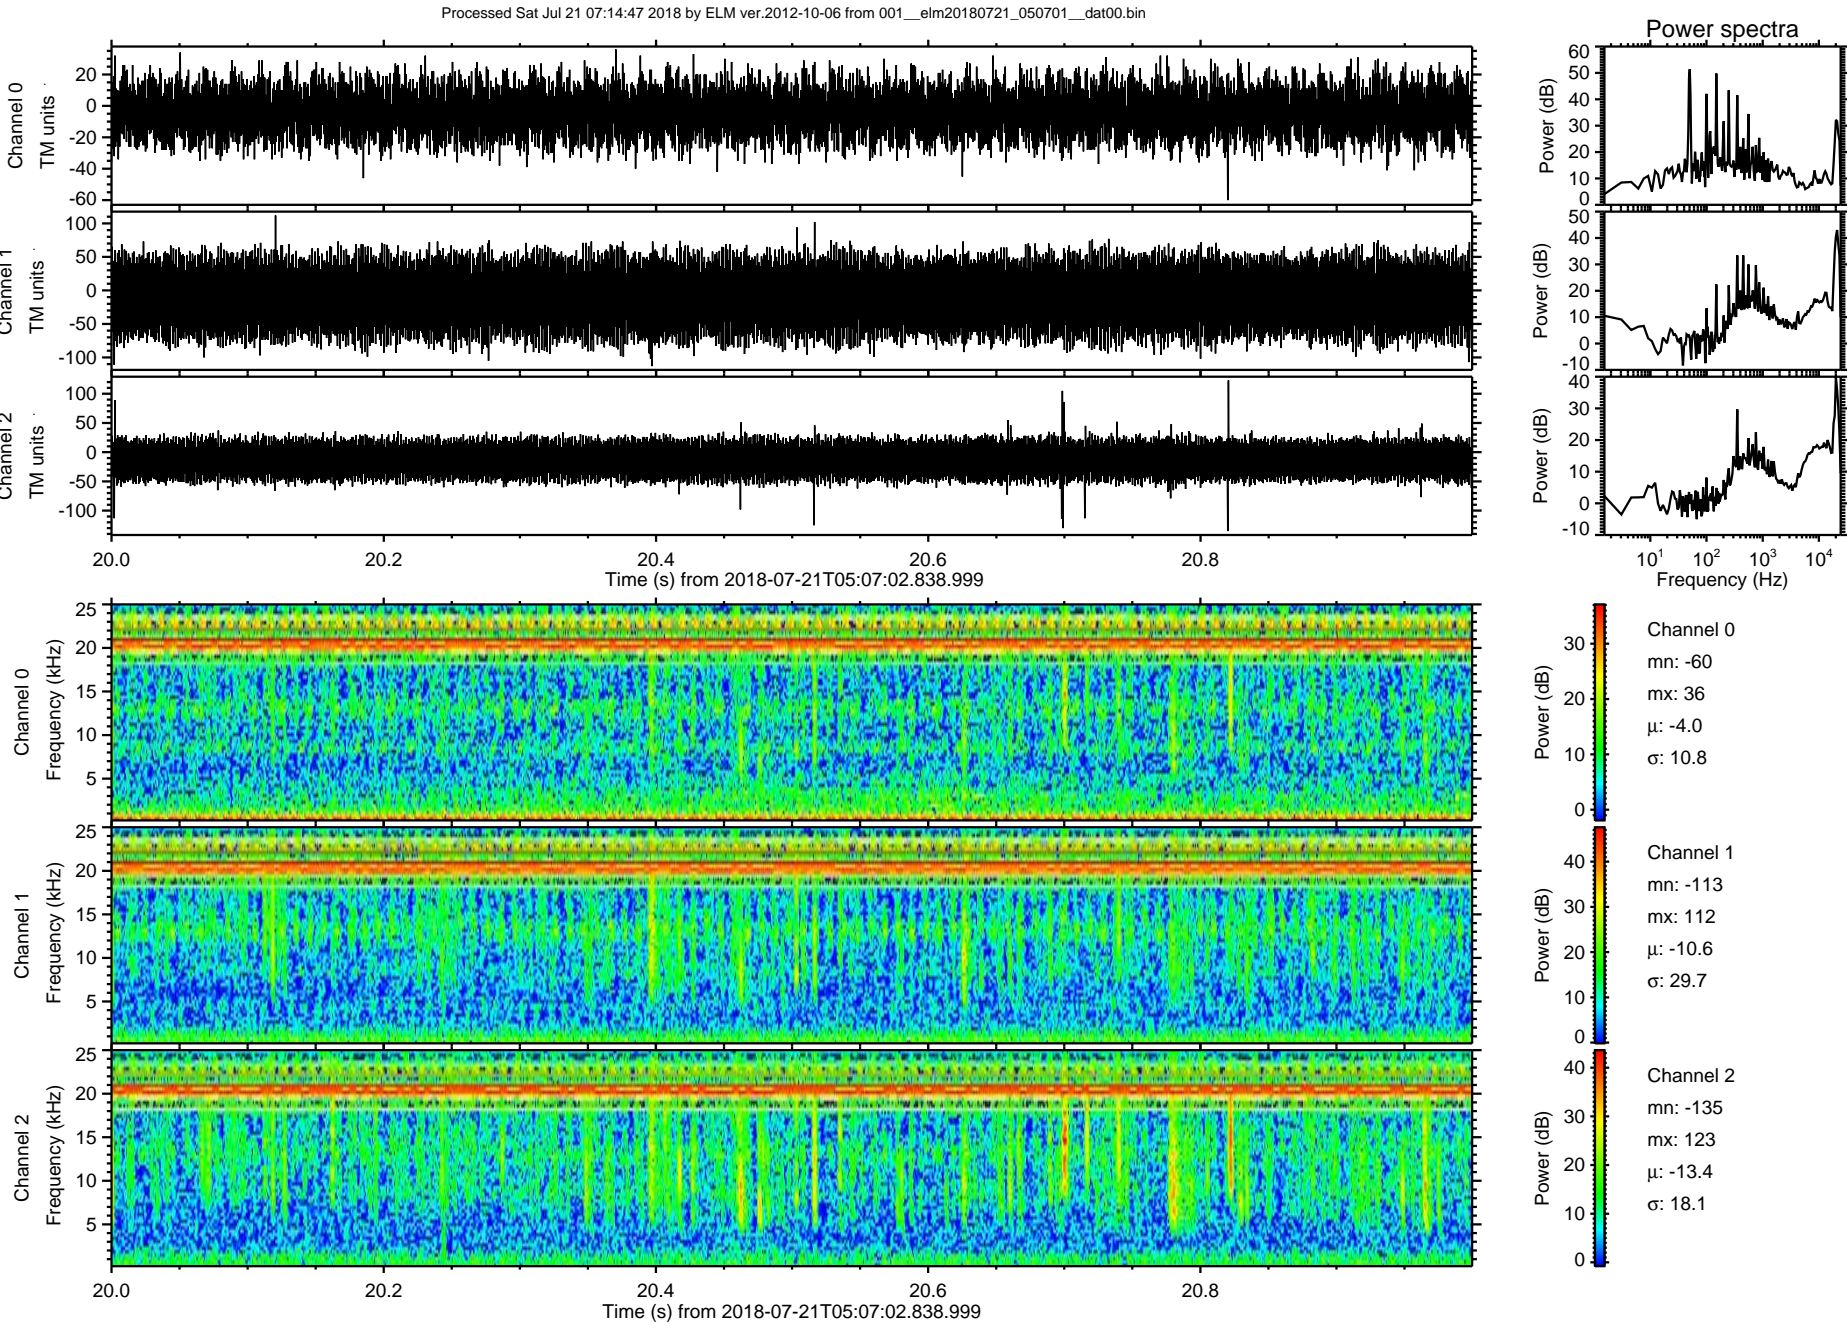 Processed Sat Jul 21 07:14:47 2018 by ELM ver.2012-10-06 from 001__elm20180721_050701__dat00.bin
Power spectra
Channel 0
TM units
20
0
-20
-40
-60
Power (dB)
60
50
40
30
20
10
0
Channel 1
TM units
100
50
0
-50
-100
Power (dB)
50
40
30
20
10
0
-10
Channel 2
TM units
100
50
0
-50
-100
Power (dB)
40
30
20
10
0
-10
20.0 20.2 20.4 20.6 20.8
Time (s) from 2018-07-21T05:07:02.838.999
10^1 10^2 10^3 10^4
Frequency (Hz)
Channel 0
Frequency (kHz)
25
20
15
10
5
Power (dB)
30
20
10
0
Channel 0
mn: -60
mx: 36
μ: -4.0
σ: 10.8
Channel 1
Frequency (kHz)
25
20
15
10
5
Power (dB)
40
30
20
10
0
Channel 1
mn: -113
mx: 112
μ: -10.6
σ: 29.7
Channel 2
Frequency (kHz)
25
20
15
10
5
Power (dB)
40
30
20
10
0
Channel 2
mn: -135
mx: 123
μ: -13.4
σ: 18.1
20.0 20.2 20.4 20.6 20.8
Time (s) from 2018-07-21T05:07:02.838.999